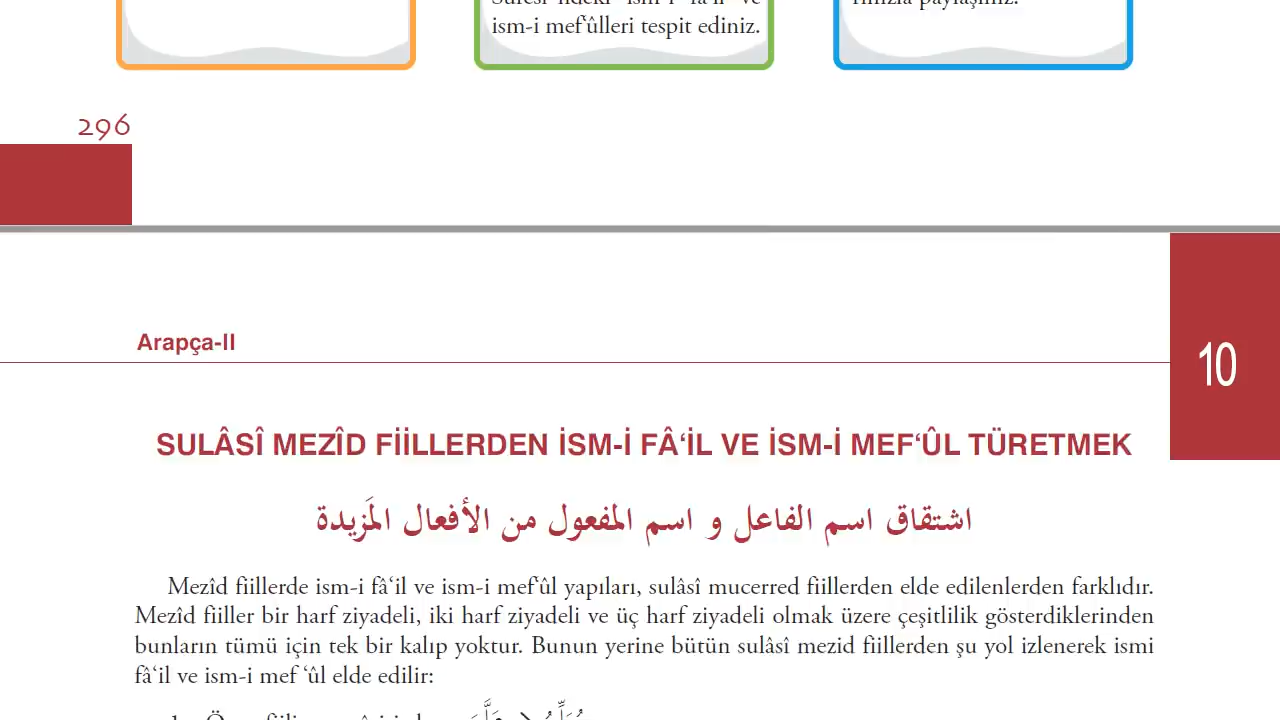 ism-i mef‘ûlleri tespit ediniz.
296
Arapça-II
10
SULÂSÎ MEZÎD FİİLLERDEN İSM-İ FÂ‘İL VE İSM-İ MEF‘ÛL TÜRETMEK
اشتقاق اسم الفاعل و اسم المفعول من الأفعال المَزيدة
Mezîd fiillerde ism-i fâ‘il ve ism-i mef‘ûl yapıları, sulâsî mucerred fiillerden elde edilenlerden farklıdır.
Mezîd fiiller bir harf ziyadeli, iki harf ziyadeli ve üç harf ziyadeli olmak üzere çeşitlilik gösterdiklerinden
bunların tümü için tek bir kalıp yoktur. Bunun yerine bütün sulâsî mezid fiillerden şu yol izlenerek ismi
fâ‘il ve ism-i mef ‘ûl elde edilir: